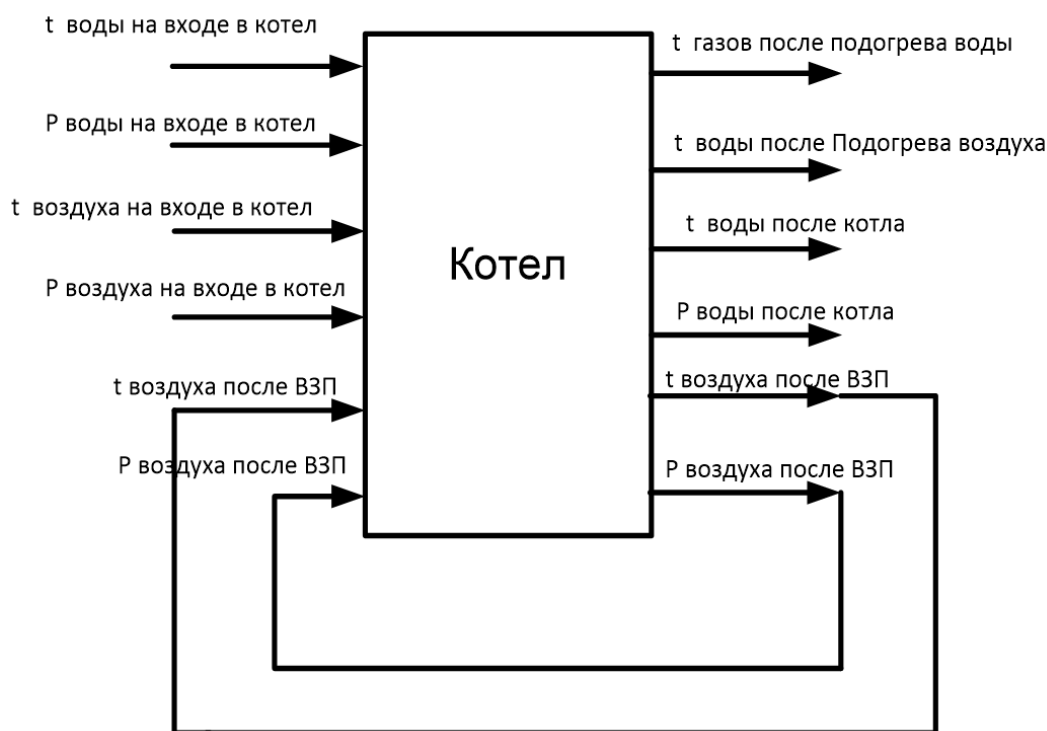 t воды на входе в котел
P воды на входе в котел
t воздуха на входе в котел
P воздуха на входе в котел
t воздуха после ВЗП
P воздуха после ВЗП
Котел
t газов после подогрева воды
t воды после Подогрева воздуха
t воды после котла
P воды после котла
t воздуха после ВЗП
P воздуха после ВЗП